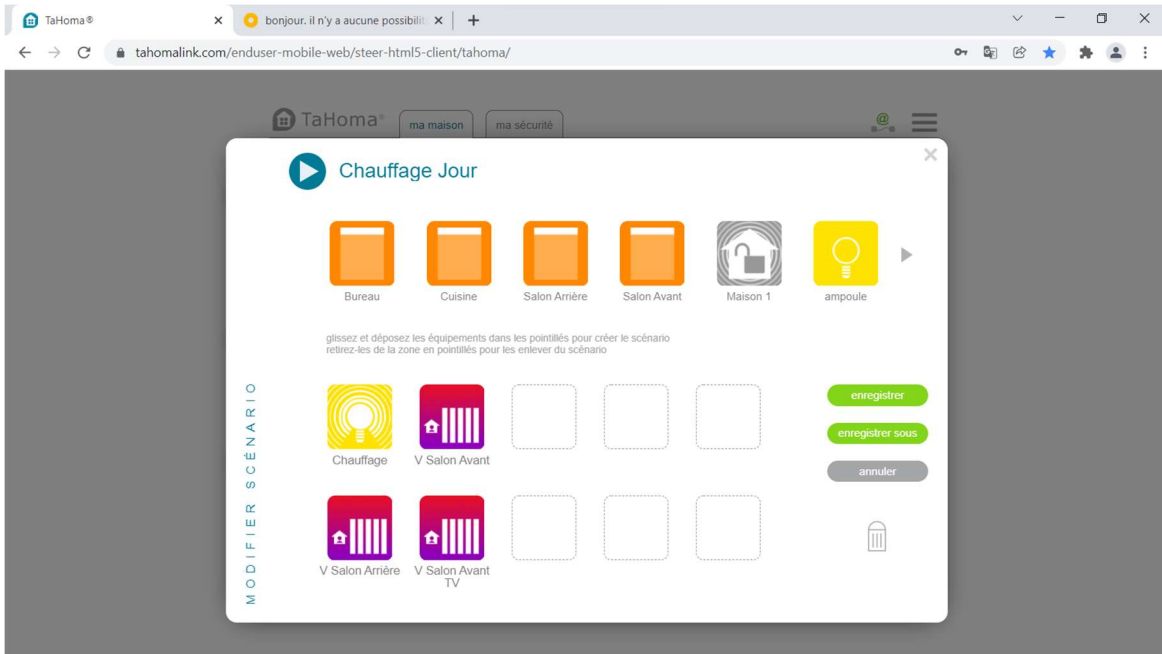 TaHoma®
bonjour. il n'y a aucune possibilit
tahomalink.com/enduser-mobile-web/steer-html5-client/tahoma/
TaHoma®
ma maison
ma sécurité
@
Chauffage Jour
Bureau
Cuisine
Salon Arrière
Salon Avant
Maison 1
ampoule
glissez et déposez les équipements dans les pointillés pour créer le scénario
retirez-les de la zone en pointillés pour les enlever du scénario
MODIFIER SCÉNARIO
Chauffage
V Salon Avant
enregistrer
enregistrer sous
annuler
V Salon Arrière
V Salon Avant
TV